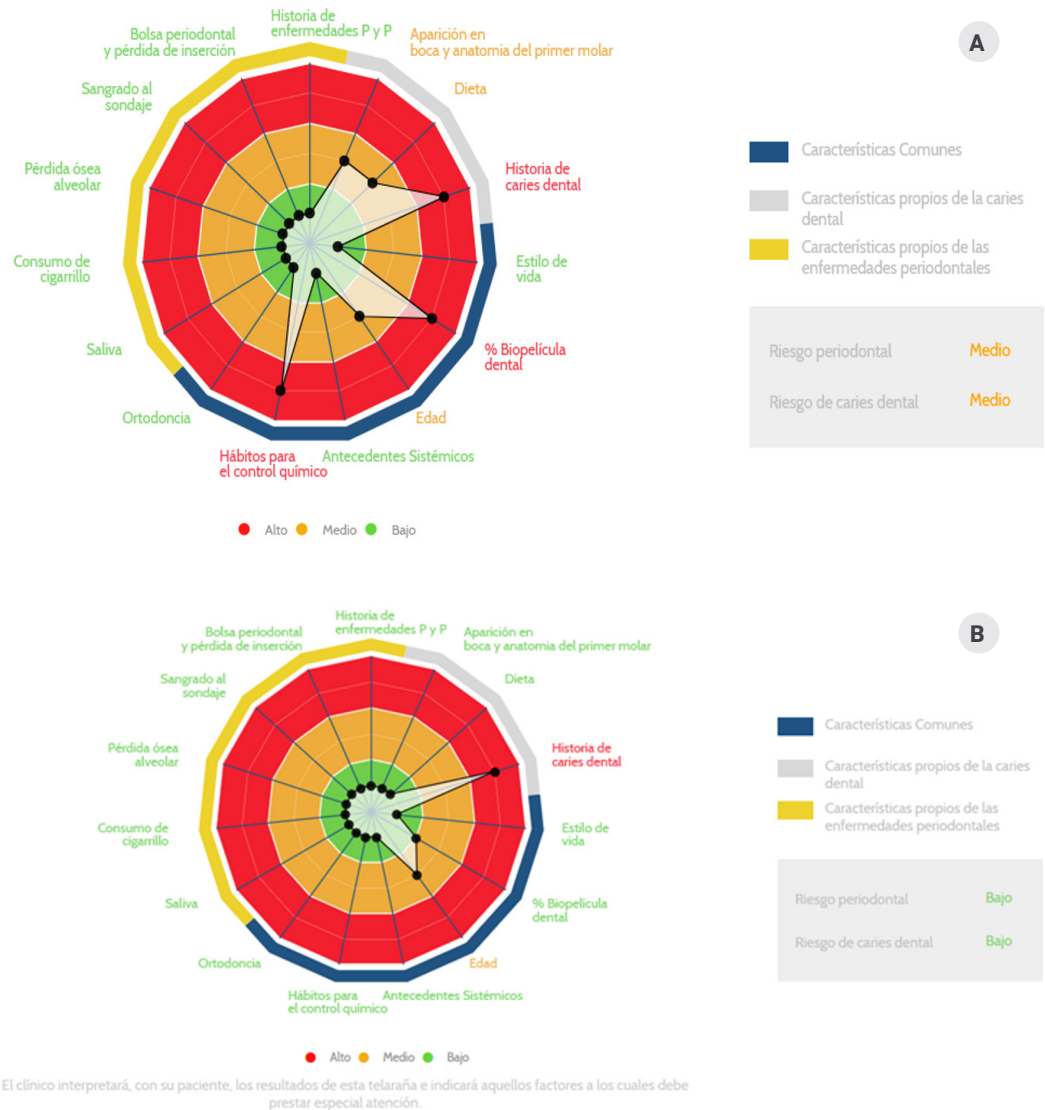 A
Historia de
enfermedades P y P
Bolsa periodontal
y pérdida de inserción
Aparición en
boca y anatomia del primer molar
Sangrado al
sondaje
Dieta
Pérdida ósea
alveolar
Historia de
caries dental
Consumo de
cigarrillo
Estilo de
vida
Saliva
% Biopelícula
dental
Ortodoncia
Edad
Hábitos para
el control químico
Antecedentes Sistémicos
Alto Medio Bajo
Características Comunes
Características propios de la caries
dental
Características propios de las
enfermedades periodontales
Riesgo periodontal Medio
Riesgo de caries dental Medio
B
Historia de
enfermedades P y P
Bolsa periodontal
y pérdida de inserción
Aparición en
boca y anatomia del primer molar
Sangrado al
sondaje
Dieta
Pérdida ósea
alveolar
Historia de
caries dental
Consumo de
cigarrillo
Estilo de
vida
Saliva
% Biopelícula
dental
Ortodoncia
Edad
Hábitos para
el control químico
Antecedentes Sistémicos
Alto Medio Bajo
Características Comunes
Características propios de la caries
dental
Características propios de las
enfermedades periodontales
Riesgo periodontal Bajo
Riesgo de caries dental Bajo
El clínico interpretará, con su paciente, los resultados de esta telaraña e indicará aquellos factores a los cuales debe
prestar especial atención.